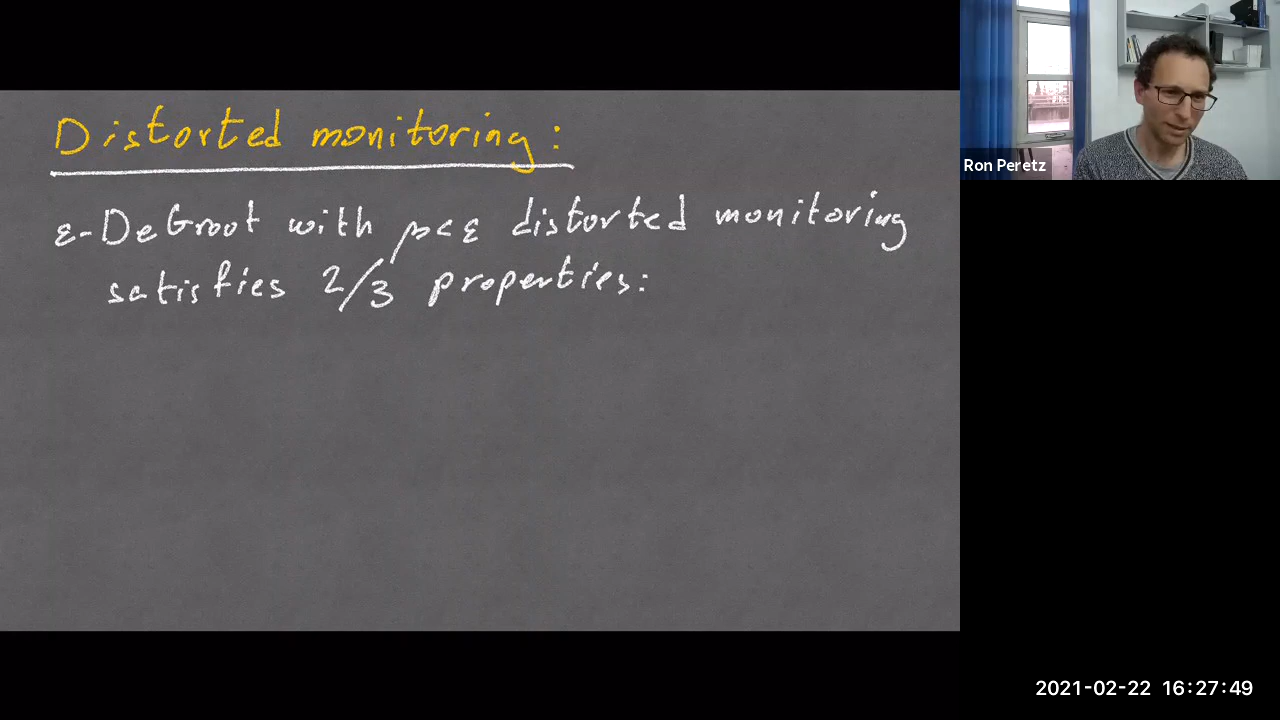 Distorted monitoring:
ε-DeGroot with p<ε distorted monitoring
satisfies 2/3 properties:
Ron Peretz
2021-02-22 16:27:49